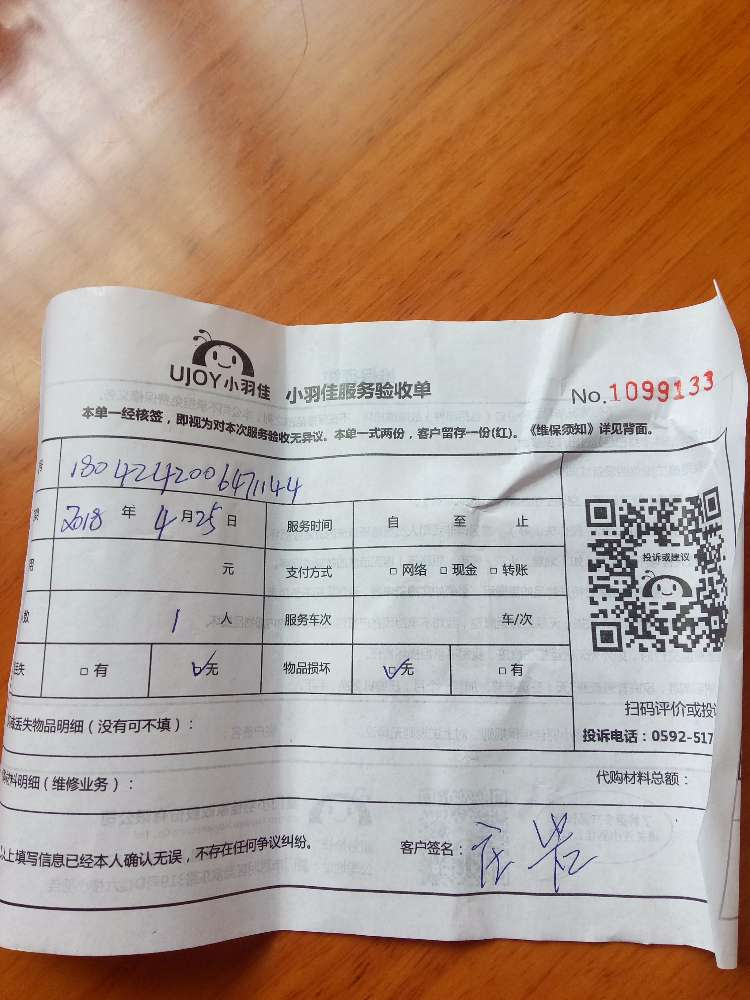 UJOY小羽佳 小羽佳服务验收单 No.1099133
本单一经核签，即视为对本次服务验收无异议。本单一式两份，客户留存一份(红)。《维保须知》详见背面。
1804242006471144
2018 年 4月25日 服务时间 自 至 止
元 支付方式 □网络 □现金 □转账
投诉或建议
1 人 服务车次 车/次
□有 ☑无 物品损坏 ☑无 □有
扫码评价或投
丢失物品明细（没有可不填）： 投诉电话：0592-517
料明细（维修业务）： 代购材料总额：
以上填写信息已经本人确认无误，不存在任何争议纠纷。 客户签名：